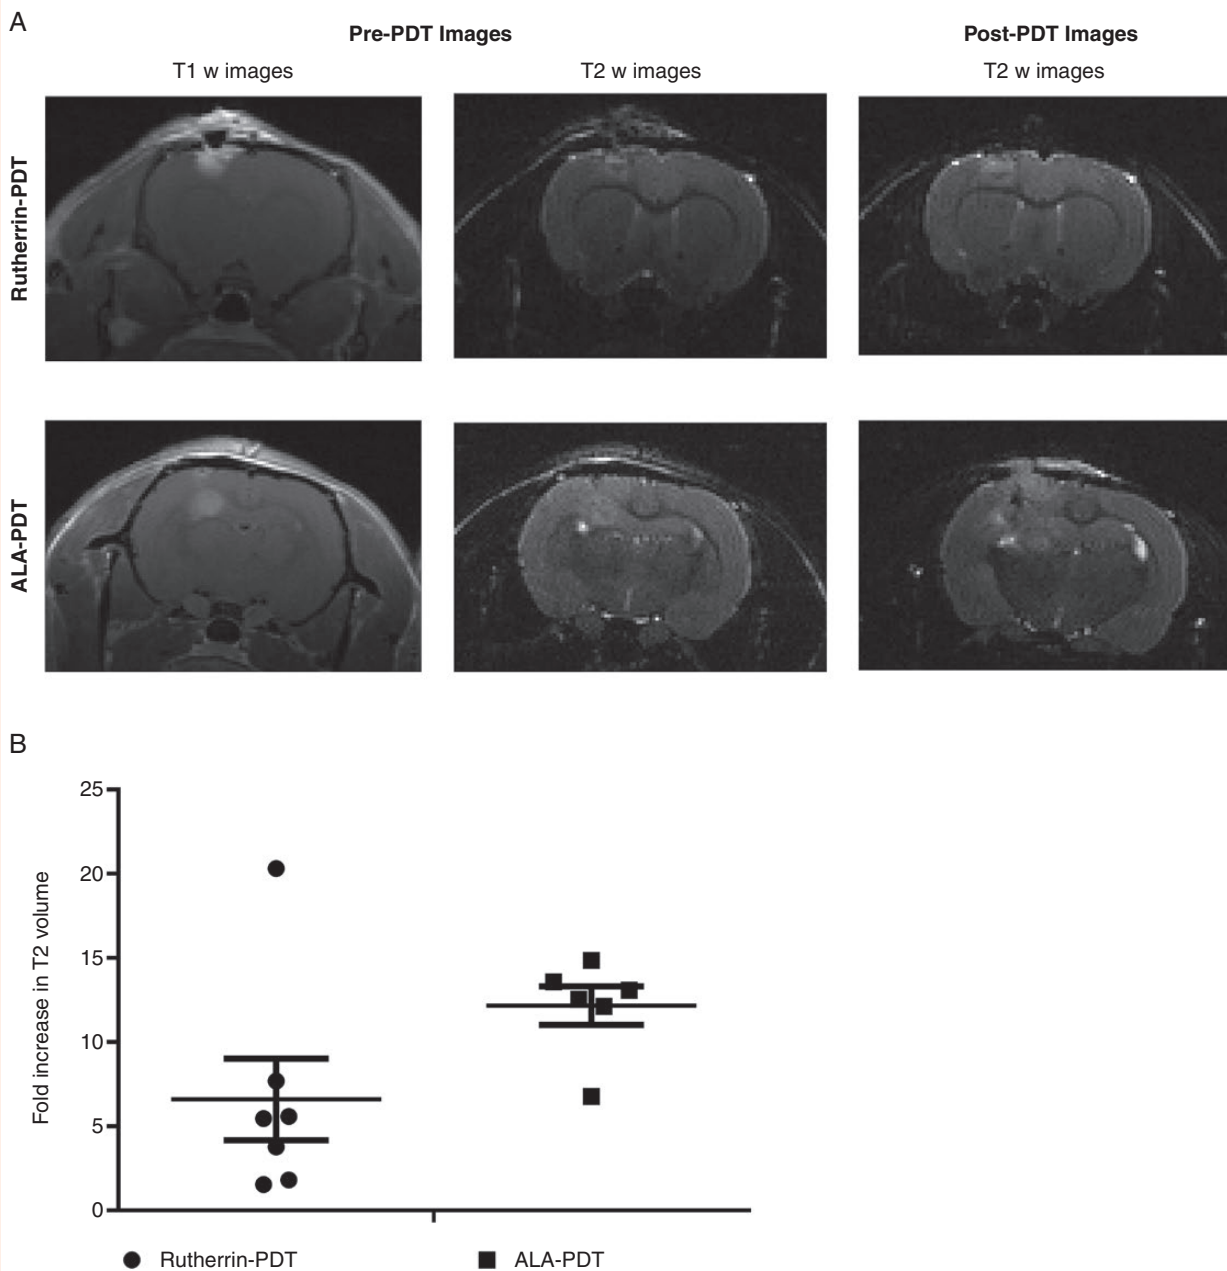 A
Pre-PDT Images
Post-PDT Images
T1 w images
T2 w images
T2 w images
Rutherrin-PDT
ALA-PDT
B
Fold increase in T2 volume
25
20
15
10
5
0
Rutherrin-PDT
ALA-PDT